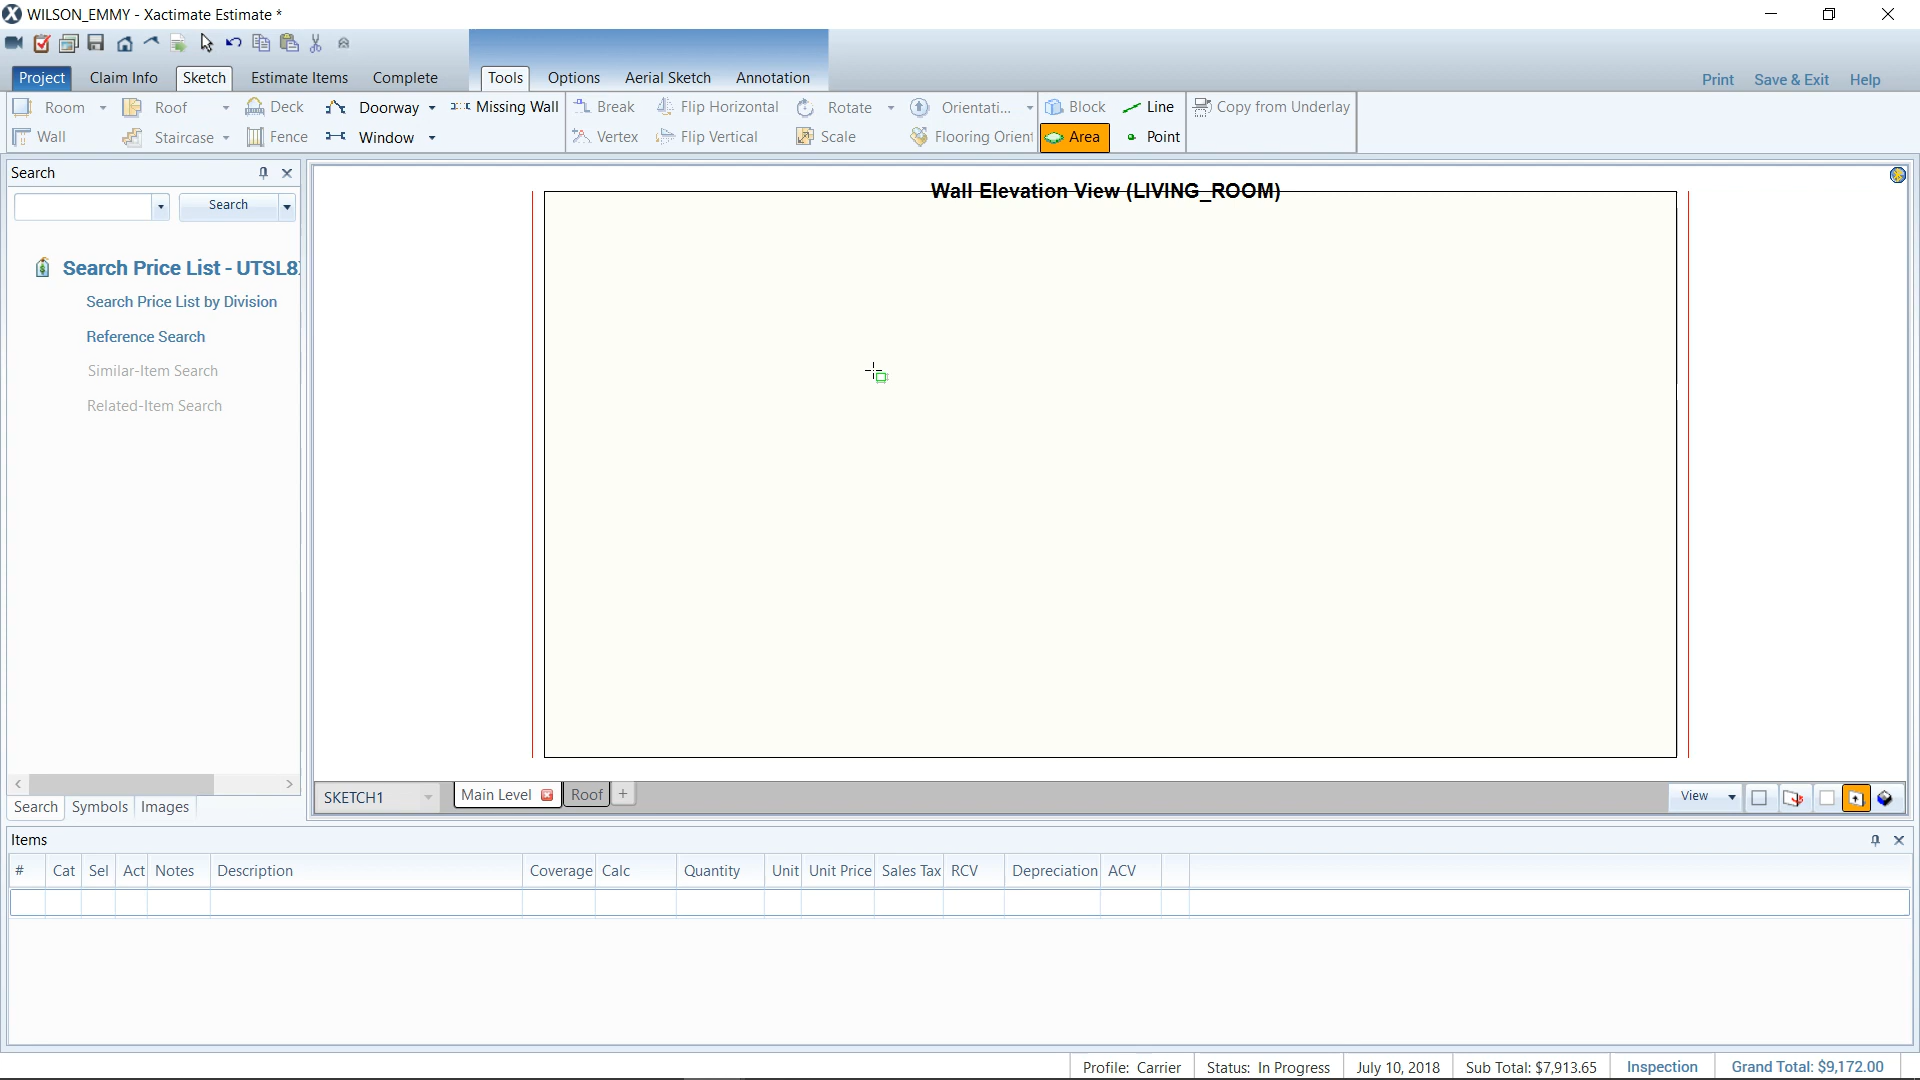 WILSON_EMMY - Xactimate Estimate *
Project Claim Info Sketch Estimate Items Complete Tools Options Aerial Sketch Annotation Print Save & Exit Help
Room Roof Deck Doorway Missing Wall Break Flip Horizontal Rotate Orientati... Block Line Copy from Underlay
Wall Staircase Fence Window Vertex Flip Vertical Scale Flooring Orient Area Point
Search
Search
Search Price List - UTSL8
Search Price List by Division
Reference Search
Similar-Item Search
Related-Item Search
Search Symbols Images
Wall Elevation View (LIVING_ROOM)
SKETCH1 Main Level Roof + View
Items
# Cat Sel Act Notes Description Coverage Calc Quantity Unit Unit Price Sales Tax RCV Depreciation ACV
Profile: Carrier Status: In Progress July 10, 2018 Sub Total: $7,913.65 Inspection Grand Total: $9,172.00